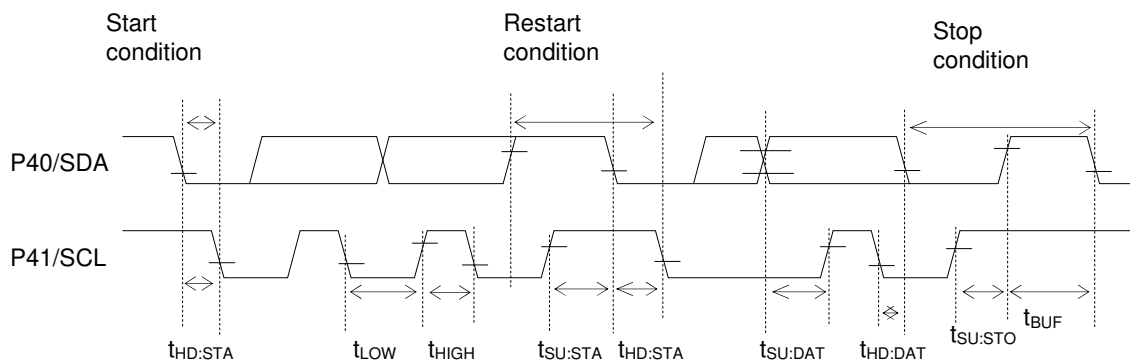 Start
condition
Restart
condition
Stop
condition
P40/SDA
P41/SCL
tHD:STA
tLOW
tHIGH
tSU:STA
tHD:STA
tSU:DAT
tHD:DAT
tSU:STO
tBUF